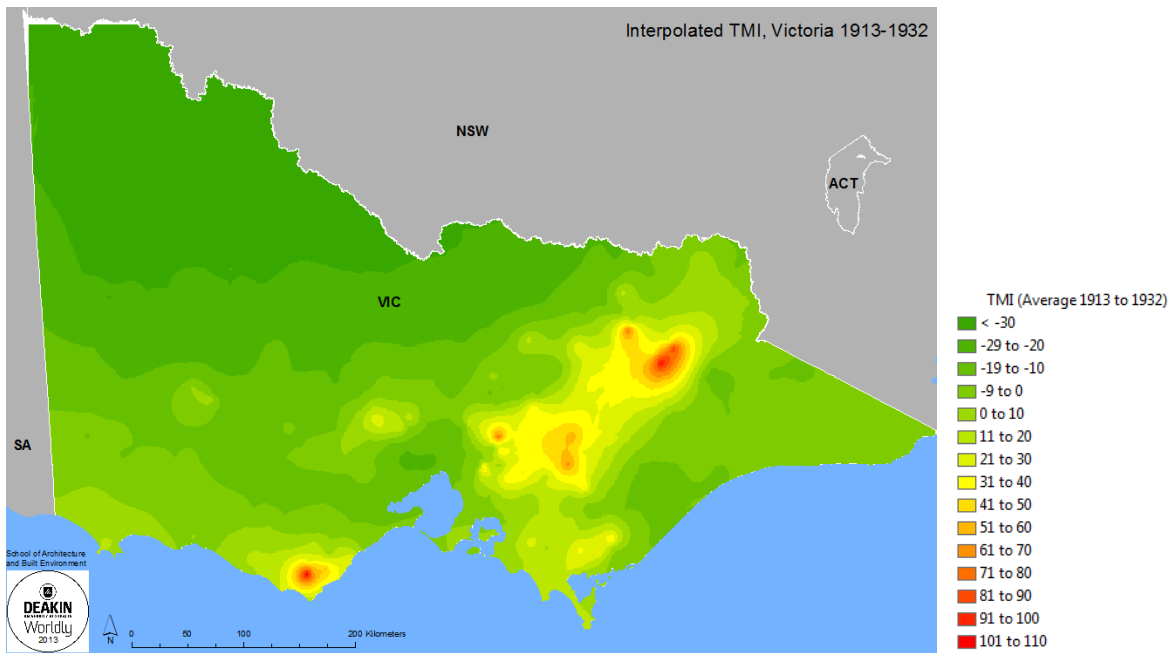 Interpolated TMI, Victoria 1913-1932
NSW
ACT
VIC
SA
TMI (Average 1913 to 1932)
< -30
-29 to -20
-19 to -10
-9 to 0
0 to 10
11 to 20
21 to 30
31 to 40
41 to 50
51 to 60
61 to 70
71 to 80
81 to 90
91 to 100
101 to 110
School of Architecture
and Built Environment
DEAKIN
Worldly
2013
N
0 50 100 200 Kilometers